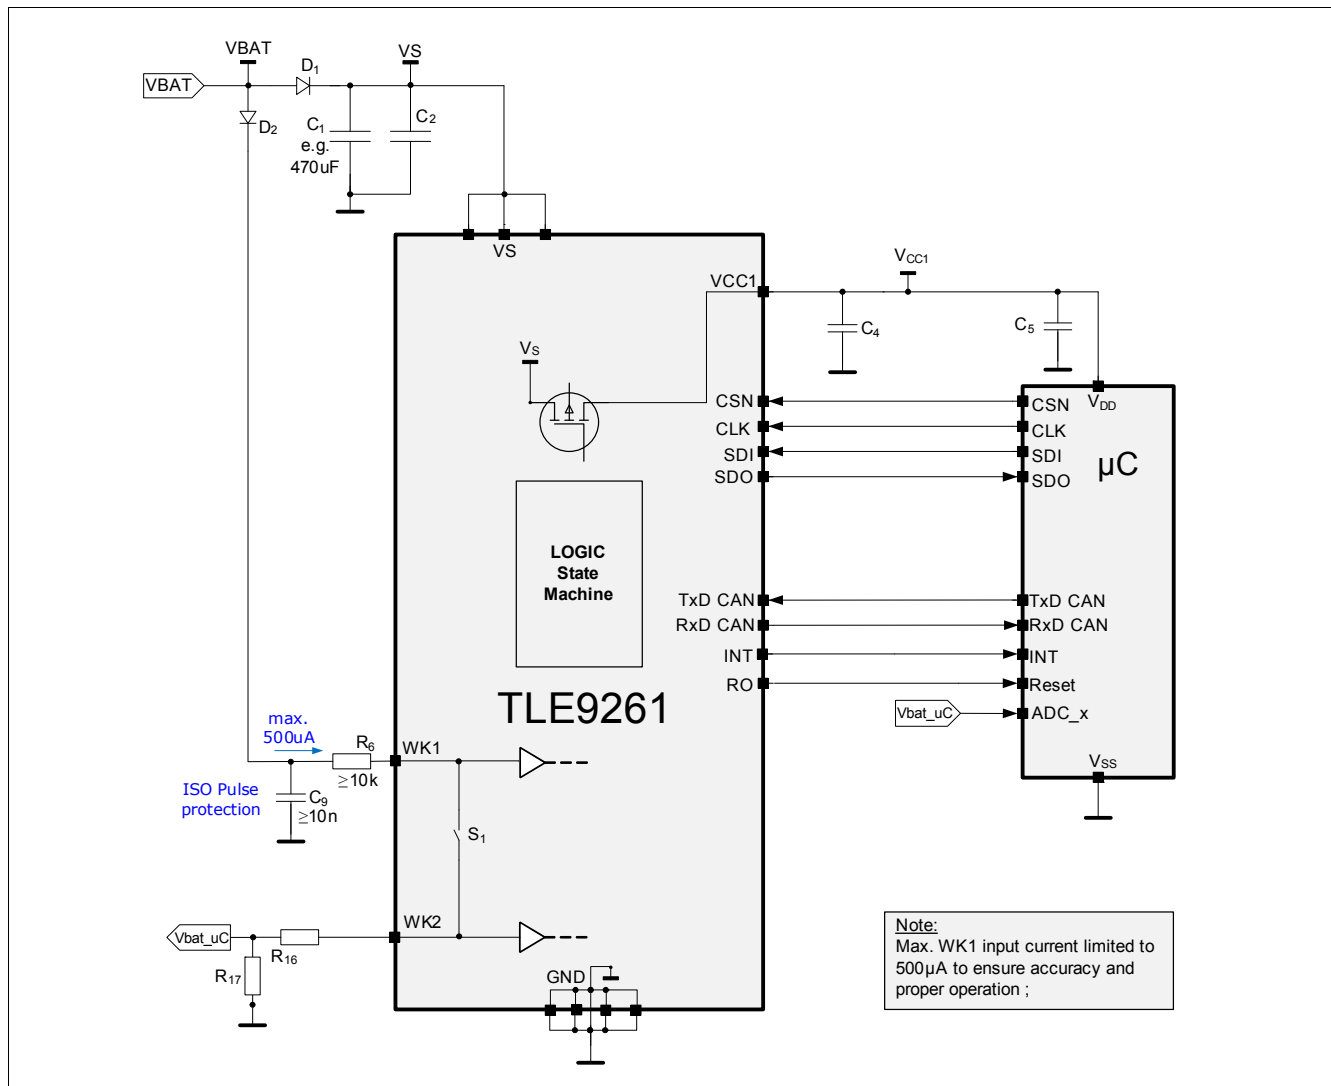 VBAT
VS
VBAT
D1
D2
C1
e.g.
470uF
C2
VS
VCC1
VCC1
C4
C5
VS
CSN
CLK
SDI
SDO
VDD
CSN
CLK
SDI
SDO
µC
LOGIC
State
Machine
TxD CAN
RxD CAN
INT
RO
TxD CAN
RxD CAN
INT
Reset
ADC_x
Vbat_uC
TLE9261
max.
500uA
R6
≥10k
WK1
ISO Pulse
protection
C9
≥10n
S1
VSS
WK2
Vbat_uC
R16
R17
GND
Note:
Max. WK1 input current limited to
500µA to ensure accuracy and
proper operation ;